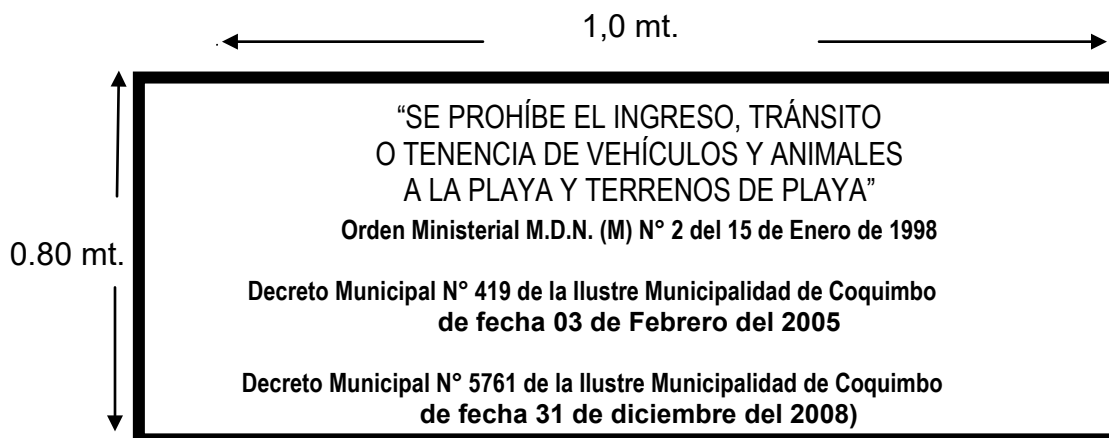 1,0 mt.
“SE PROHÍBE EL INGRESO, TRÁNSITO
O TENENCIA DE VEHÍCULOS Y ANIMALES
A LA PLAYA Y TERRENOS DE PLAYA”
Orden Ministerial M.D.N. (M) N° 2 del 15 de Enero de 1998
0.80 mt.
Decreto Municipal N° 419 de la Ilustre Municipalidad de Coquimbo
de fecha 03 de Febrero del 2005
Decreto Municipal N° 5761 de la Ilustre Municipalidad de Coquimbo
de fecha 31 de diciembre del 2008)